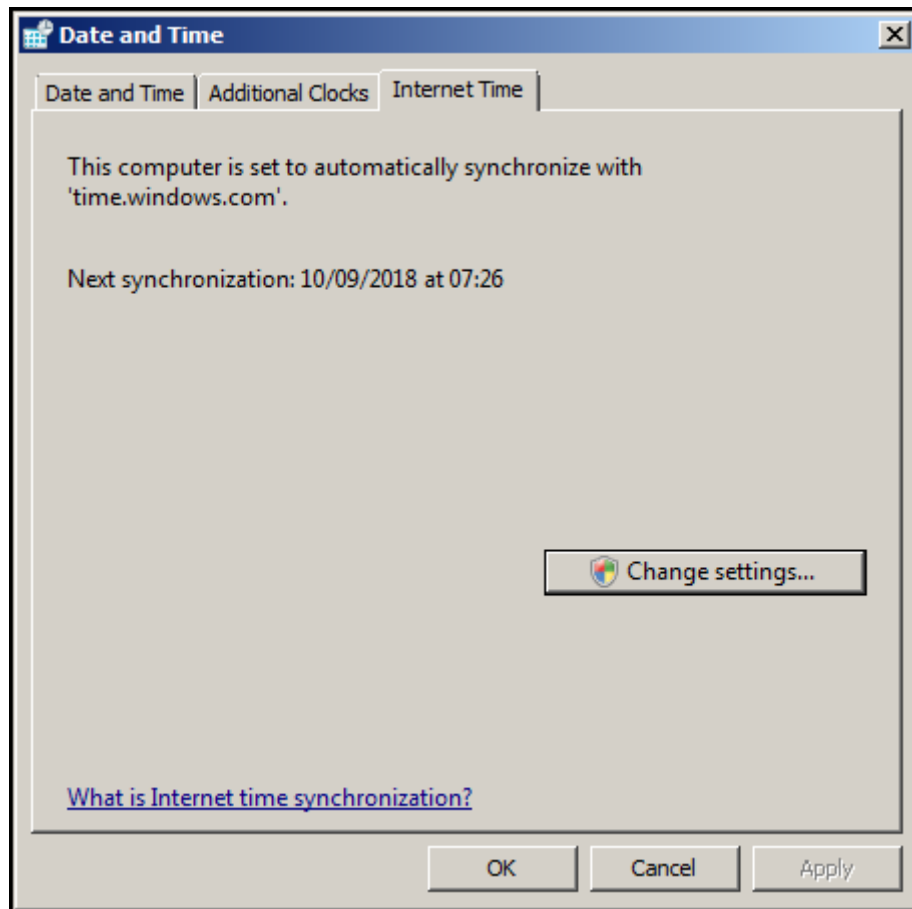 Date and Time
Date and Time
Additional Clocks
Internet Time
This computer is set to automatically synchronize with
'time.windows.com'.
Next synchronization: 10/09/2018 at 07:26
Change settings...
What is Internet time synchronization?
OK
Cancel
Apply